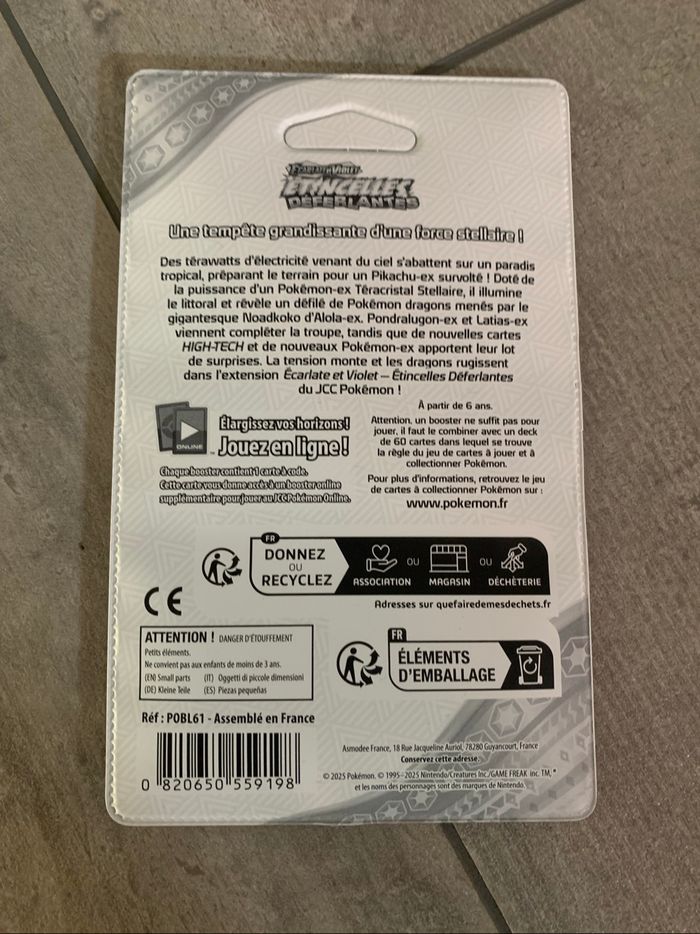 ÉCARLATE ET VIOLET
ÉTINCELLES
DÉFERLANTES
Une tempête grandissante d'une force stellaire !
Des térawatts d'électricité venant du ciel s'abattent sur un paradis
tropical, préparant le terrain pour un Pikachu-ex survolté ! Doté de
la puissance d'un Pokémon-ex Téracristal Stellaire, il illumine
le littoral et révèle un défilé de Pokémon dragons menés par le
gigantesque Noadkoko d'Alola-ex. Pondralugon-ex et Latias-ex
viennent compléter la troupe, tandis que de nouvelles cartes
HIGH-TECH et de nouveaux Pokémon-ex apportent leur lot
de surprises. La tension monte et les dragons rugissent
dans l'extension Écarlate et Violet – Étincelles Déferlantes
du JCC Pokémon !
ONLINE
Élargissez vos horizons !
Jouez en ligne !
Chaque booster contient 1 carte à code.
Cette carte vous donne accès à un booster online
supplémentaire pour jouer au JCC Pokémon Online.
À partir de 6 ans.
Attention, un booster ne suffit pas pour
jouer, il faut le combiner avec un deck
de 60 cartes dans lequel se trouve
la règle du jeu de cartes à jouer et à
collectionner Pokémon.
Pour plus d'informations, retrouvez le jeu
de cartes à collectionner Pokémon sur :
www.pokemon.fr
FR
DONNEZ
OU
RECYCLEZ
ASSOCIATION OU MAGASIN OU DÉCHÈTERIE
Adresses sur quefairedemesdechets.fr
CE
ATTENTION ! DANGER D'ÉTOUFFEMENT
Petits éléments.
Ne convient pas aux enfants de moins de 3 ans.
(EN) Small parts (IT) Oggetti di piccole dimensioni
(DE) Kleine Teile (ES) Piezas pequeñas
FR
ÉLÉMENTS
D'EMBALLAGE
Réf : POBL61 - Assemblé en France
0 820650 559198
Asmodee France, 18 Rue Jacqueline Auriol, 78280 Guyancourt, France
Conservez cette adresse.
© 2025 Pokémon. © 1995–2025 Nintendo/Creatures Inc./GAME FREAK inc. TM, ®
et les noms des personnages sont des marques de Nintendo.